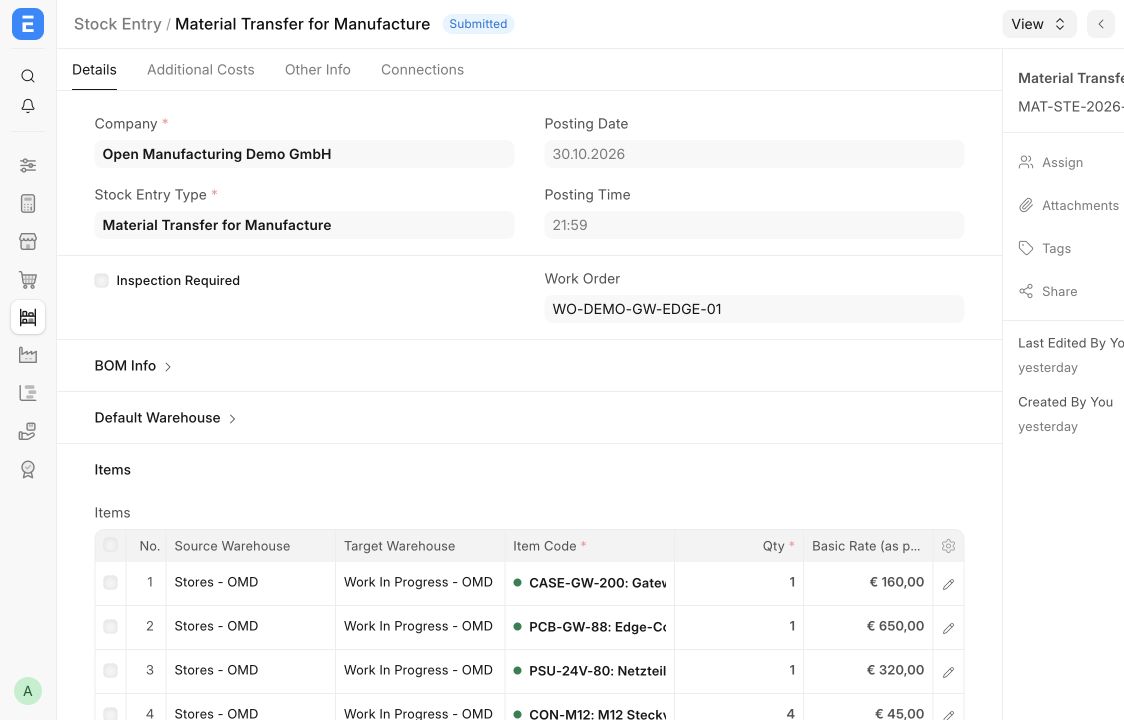 Stock Entry / Material Transfer for Manufacture Submitted View
Details Additional Costs Other Info Connections
Material Transfe
MAT-STE-2026-
Assign
Attachments
Tags
Share
Last Edited By Yo
yesterday
Created By You
yesterday
Company * Posting Date
Open Manufacturing Demo GmbH 30.10.2026
Stock Entry Type * Posting Time
Material Transfer for Manufacture 21:59
Inspection Required Work Order
WO-DEMO-GW-EDGE-01
BOM Info
Default Warehouse
Items
Items
No. Source Warehouse Target Warehouse Item Code * Qty * Basic Rate (as p...
1 Stores - OMD Work In Progress - OMD CASE-GW-200: Gatew 1 € 160,00
2 Stores - OMD Work In Progress - OMD PCB-GW-88: Edge-Co 1 € 650,00
3 Stores - OMD Work In Progress - OMD PSU-24V-80: Netzteil 1 € 320,00
4 Stores - OMD Work In Progress - OMD CON-M12: M12 Steckv 4 € 45,00
A